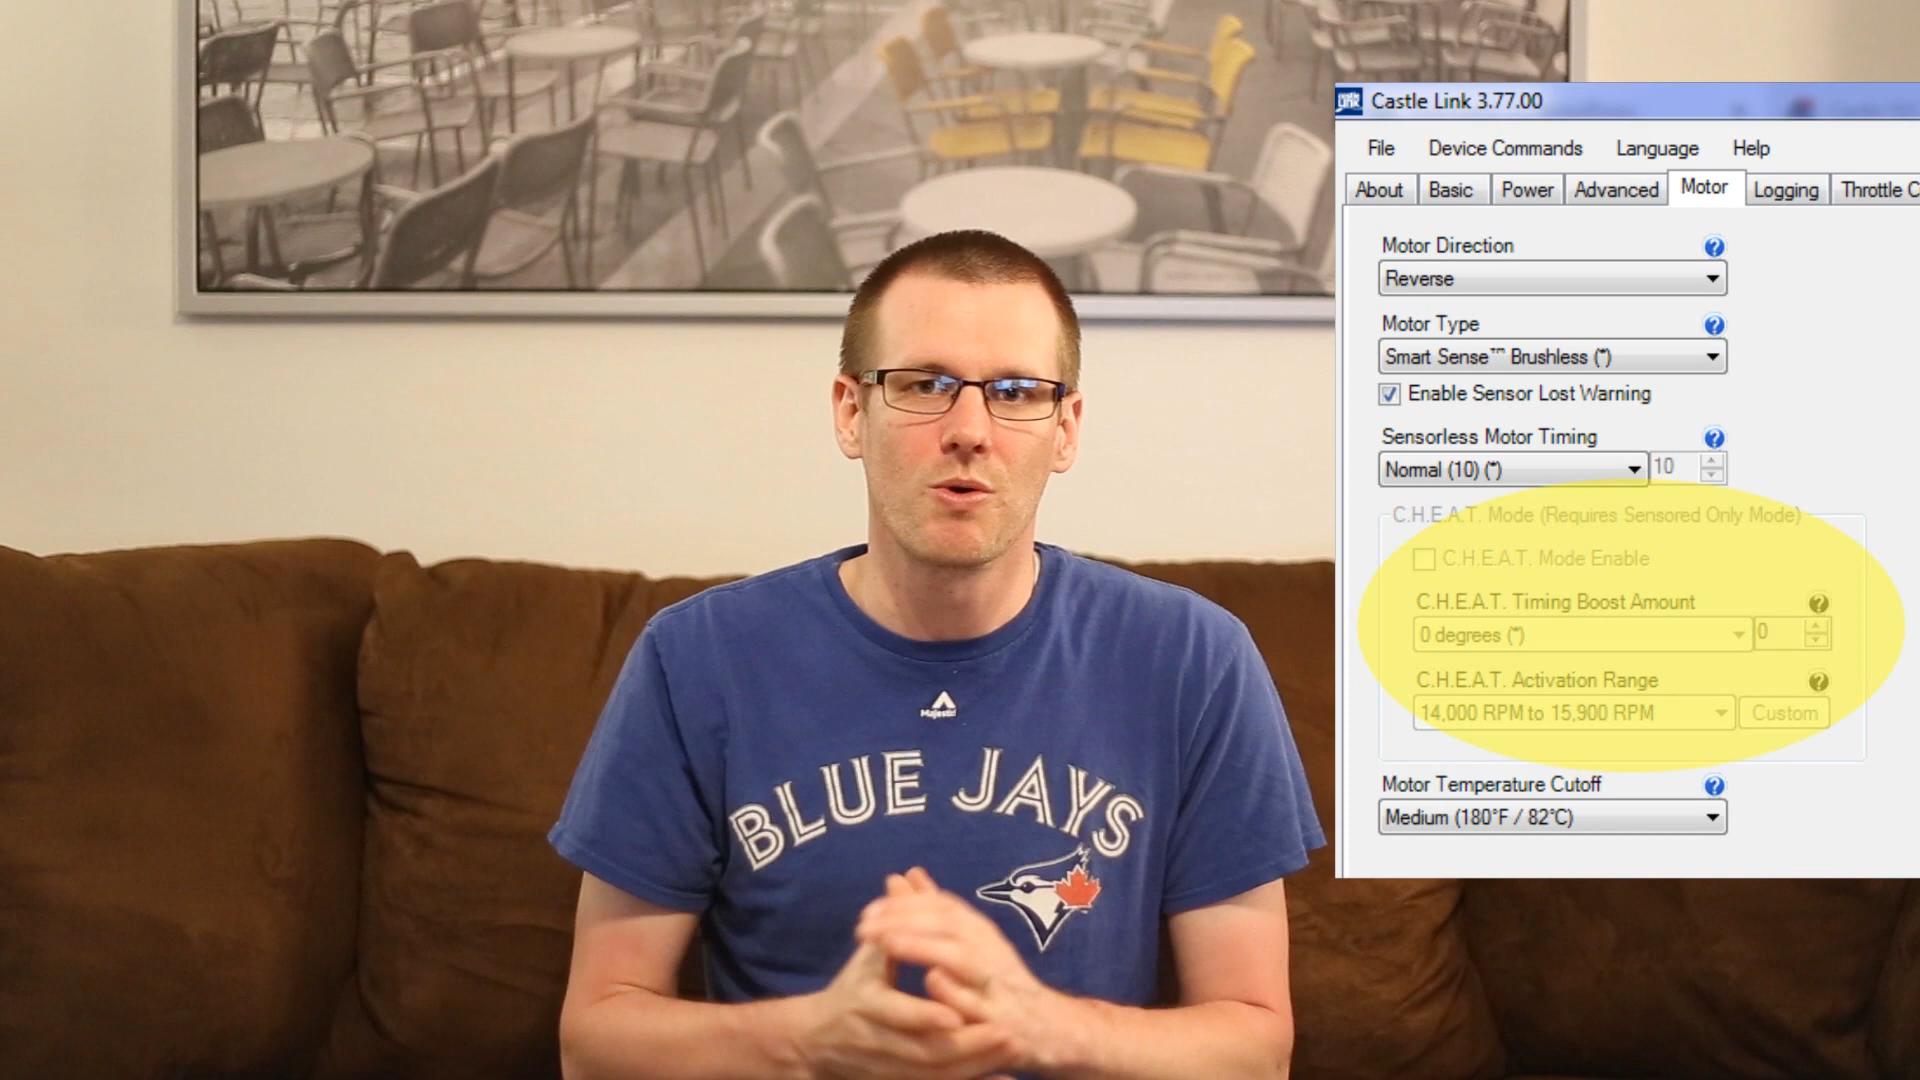 Castle Link 3.77.00
File Device Commands Language Help
About Basic Power Advanced Motor Logging Throttle C
Motor Direction
Reverse
Motor Type
Smart Sense™ Brushless (*)
Enable Sensor Lost Warning
Sensorless Motor Timing
Normal (10) (*) 10
C.H.E.A.T. Mode (Requires Sensored Only Mode)
C.H.E.A.T. Mode Enable
C.H.E.A.T. Timing Boost Amount
0 degrees (*) 0
C.H.E.A.T. Activation Range
14,000 RPM to 15,900 RPM Custom
Motor Temperature Cutoff
Medium (180°F / 82°C)
Majestic
BLUE JAYS